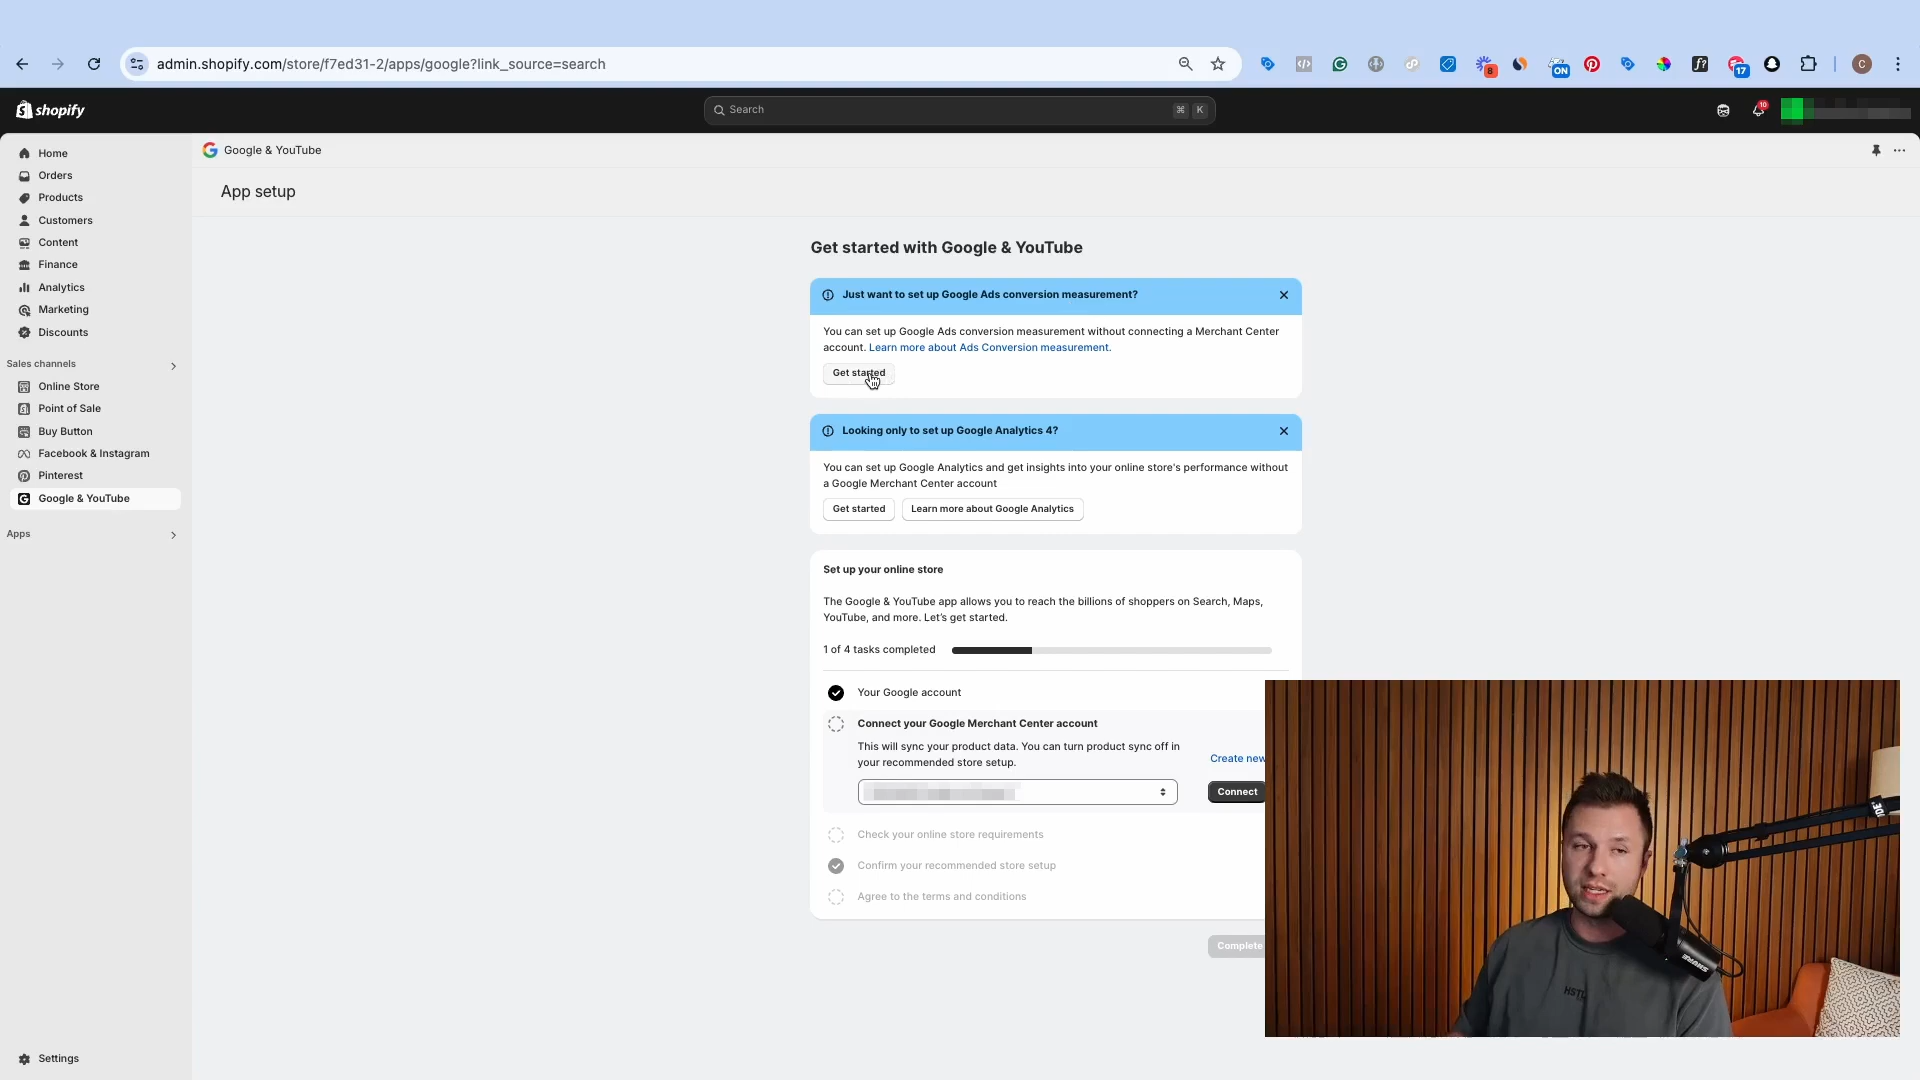 admin.shopify.com/store/f7ed31-2/apps/google?link_source=search
8
ON
f?
17
C
shopify
Search
⌘ K
10
Home
Orders
Products
Customers
Content
Finance
Analytics
Marketing
Discounts
Sales channels
Online Store
Point of Sale
Buy Button
Facebook & Instagram
Pinterest
Google & YouTube
Apps
Settings
Google & YouTube
App setup
Get started with Google & YouTube
Just want to set up Google Ads conversion measurement?
You can set up Google Ads conversion measurement without connecting a Merchant Center
account. Learn more about Ads Conversion measurement.
Get started
Looking only to set up Google Analytics 4?
You can set up Google Analytics and get insights into your online store's performance without
a Google Merchant Center account
Get started
Learn more about Google Analytics
Set up your online store
The Google & YouTube app allows you to reach the billions of shoppers on Search, Maps,
YouTube, and more. Let's get started.
1 of 4 tasks completed
Your Google account
Connect your Google Merchant Center account
This will sync your product data. You can turn product sync off in
your recommended store setup.
Create new
Connect
Check your online store requirements
Confirm your recommended store setup
Agree to the terms and conditions
Complete
SHURE